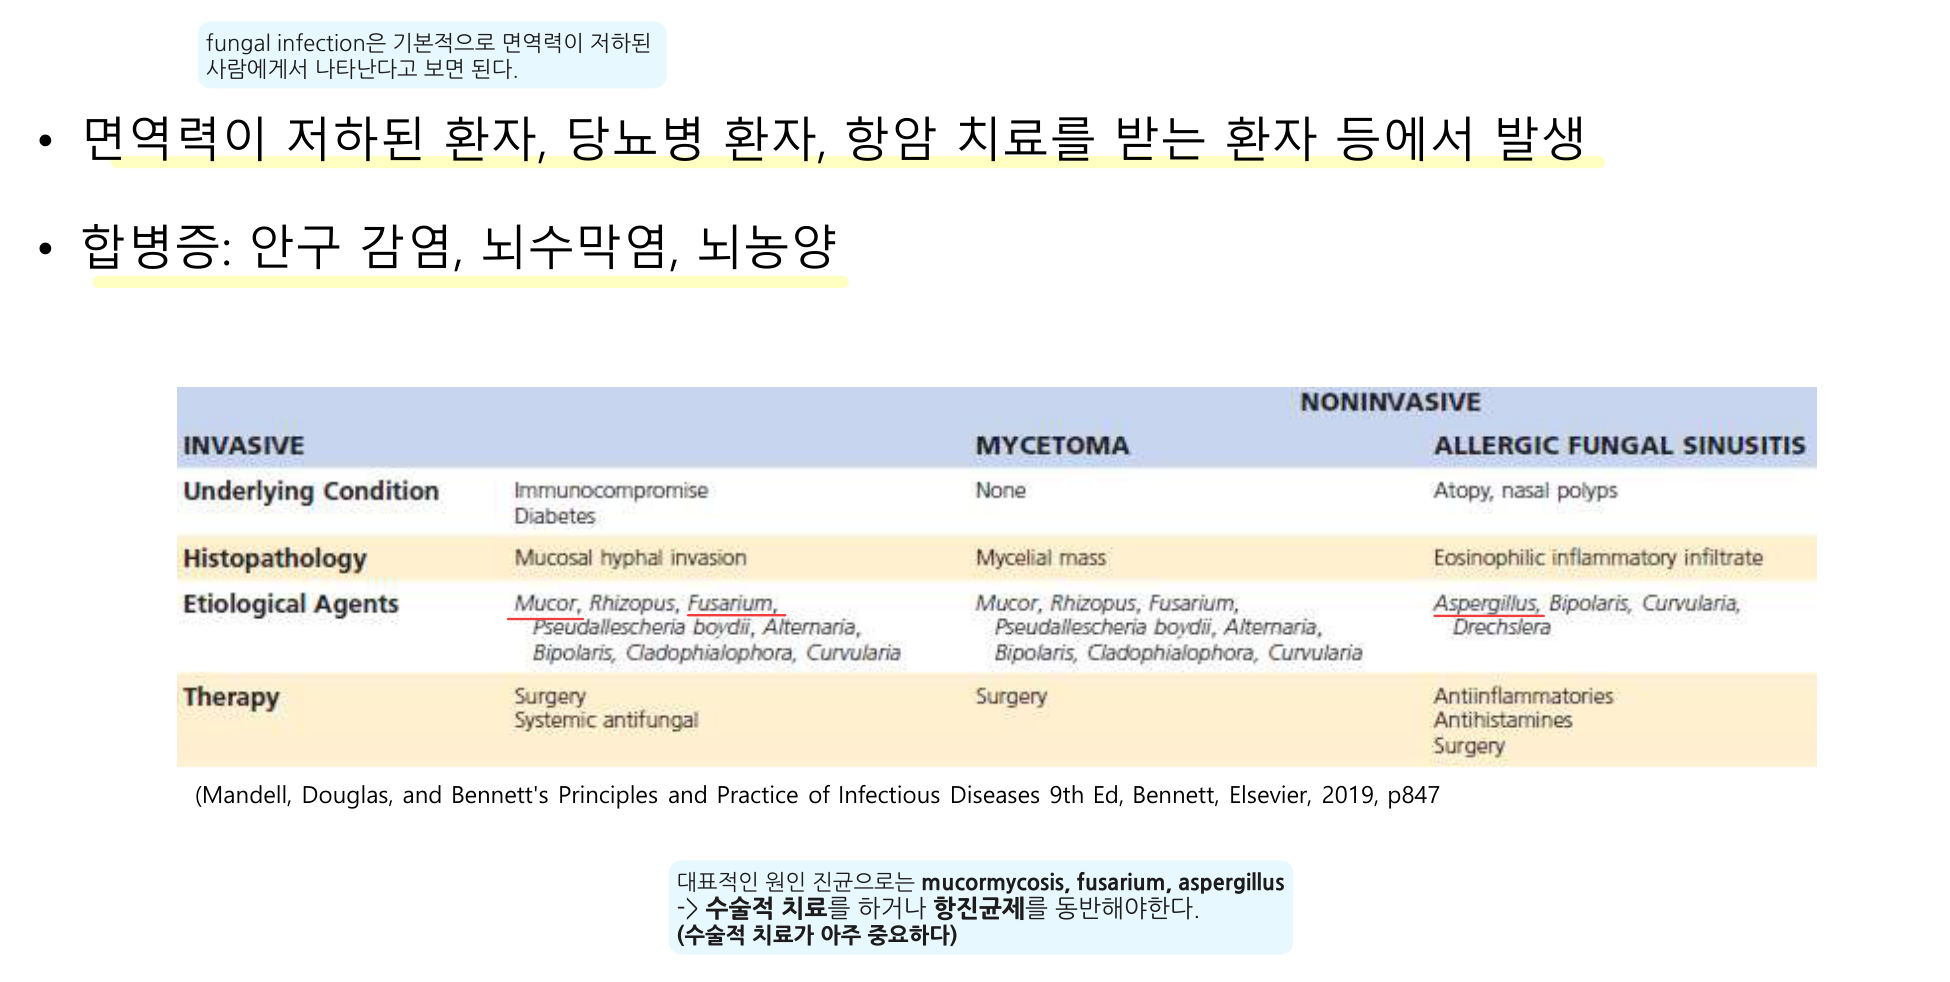 fungal infection은 기본적으로 면역력이 저하된
사람에게서 나타난다고 보면 된다.
• 면역력이 저하된 환자, 당뇨병 환자, 항암 치료를 받는 환자 등에서 발생
• 합병증: 안구 감염, 뇌수막염, 뇌농양
NONINVASIVE
INVASIVE MYCETOMA ALLERGIC FUNGAL SINUSITIS
Underlying Condition Immunocompromise None Atopy, nasal polyps
Diabetes
Histopathology Mucosal hyphal invasion Mycelial mass Eosinophilic inflammatory infiltrate
Etiological Agents Mucor, Rhizopus, Fusarium, Mucor, Rhizopus, Fusarium, Aspergillus, Bipolaris, Curvularia,
Pseudallescheria boydii, Alternaria, Pseudallescheria boydii, Alternaria, Drechslera
Bipolaris, Cladophialophora, Curvularia Bipolaris, Cladophialophora, Curvularia
Therapy Surgery Surgery Antiinflammatories
Systemic antifungal Antihistamines
Surgery
(Mandell, Douglas, and Bennett's Principles and Practice of Infectious Diseases 9th Ed, Bennett, Elsevier, 2019, p847
대표적인 원인 진균으로는 mucormycosis, fusarium, aspergillus
-> 수술적 치료를 하거나 항진균제를 동반해야한다.
(수술적 치료가 아주 중요하다)